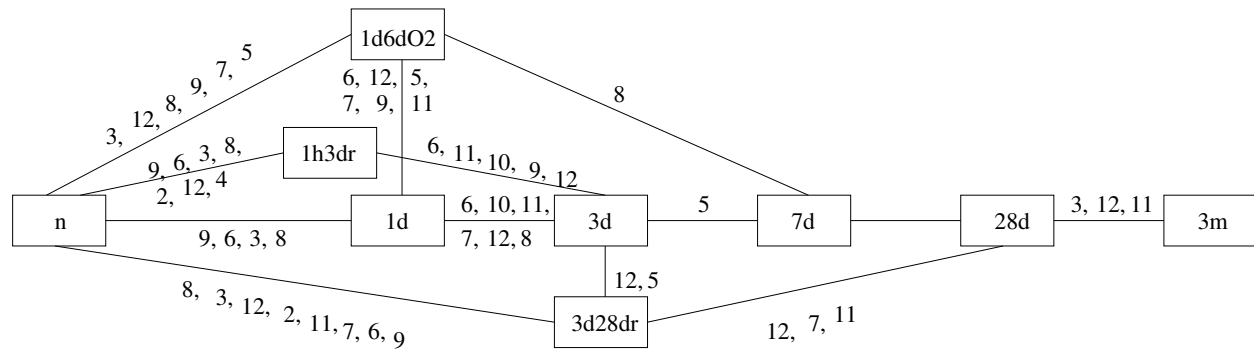 1d6dO2
3, 12, 8, 9, 7, 5
6, 12, 5,
7, 9, 11
8
1h3dr
9, 6, 3, 8,
2, 12, 4
6, 11, 10, 9, 12
n
9, 6, 3, 8
1d
6, 10, 11,
7, 12, 8
3d
5
7d
28d
3, 12, 11
3m
12, 5
8, 3, 12, 2, 11, 7, 6, 9
3d28dr
12, 7, 11